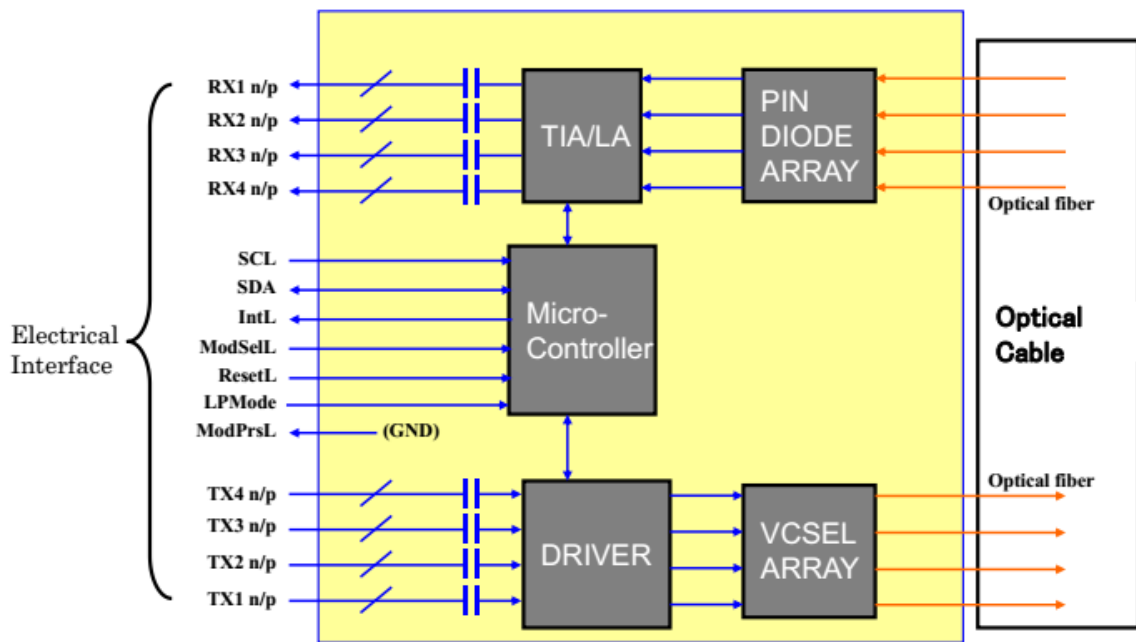 RX1 n/p
RX2 n/p
RX3 n/p
RX4 n/p
TIA/LA
PIN
DIODE
ARRAY
Optical fiber
SCL
SDA
IntL
ModSelL
ResetL
LPMode
ModPrsL
(GND)
Electrical
Interface
Micro-
Controller
Optical
Cable
TX4 n/p
TX3 n/p
TX2 n/p
TX1 n/p
DRIVER
VCSEL
ARRAY
Optical fiber